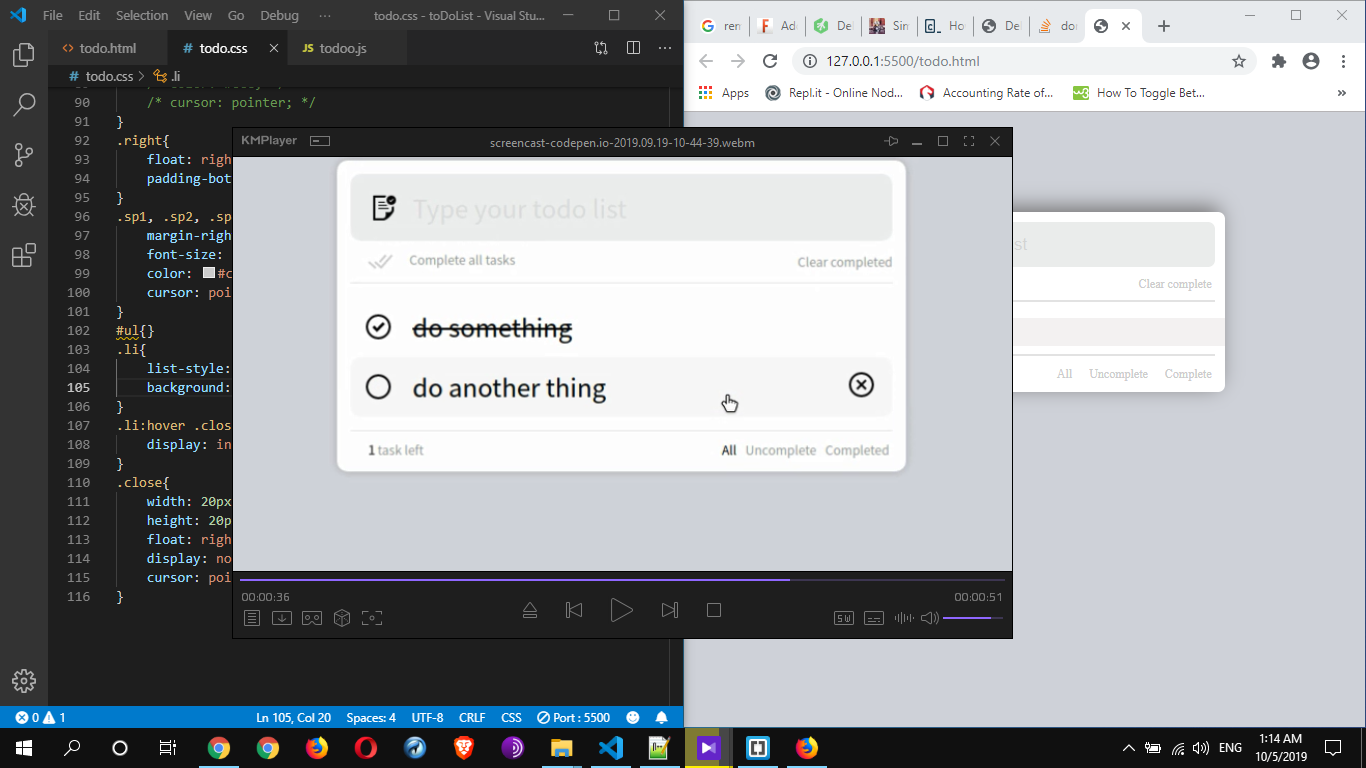 File Edit Selection View Go Debug ··· todo.css - toDoList - Visual Stu...
todo.html todo.css JS todoo.js
# todo.css > .li
90 /* cursor: pointer; */
91 }
92 .right{
93 float: righ
94 padding-bot
95 }
96 .sp1, .sp2, .sp
97 margin-righ
98 font-size:
99 color: #c
100 cursor: poi
101 }
102 #ul{}
103 .li{
104 list-style:
105 background:
106 }
107 .li:hover .clos
108 display: in
109 }
110 .close{
111 width: 20px
112 height: 20p
113 float: righ
114 display: no
115 cursor: poi
116 }
0 1 Ln 105, Col 20 Spaces: 4 UTF-8 CRLF CSS Port : 5500
ren Ad De Sin Ho De do
127.0.0.1:5500/todo.html
Apps Repl.it - Online Nod... Accounting Rate of... How To Toggle Bet... »
st
Clear complete
All Uncomplete Complete
KMPlayer screencast-codepen.io-2019.09.19-10-44-39.webm
Type your todo list
Complete all tasks Clear completed
do something
do another thing
1 task left All Uncomplete Completed
00:00:36 00:00:51
SW
ENG 1:14 AM
10/5/2019